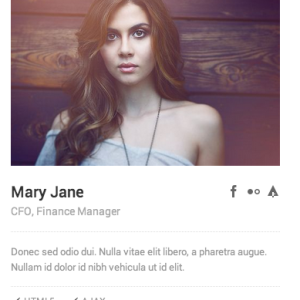 Mary Jane
CFO, Finance Manager
Donec sed odio dui. Nulla vitae elit libero, a pharetra augue.
Nullam id dolor id nibh vehicula ut id elit.